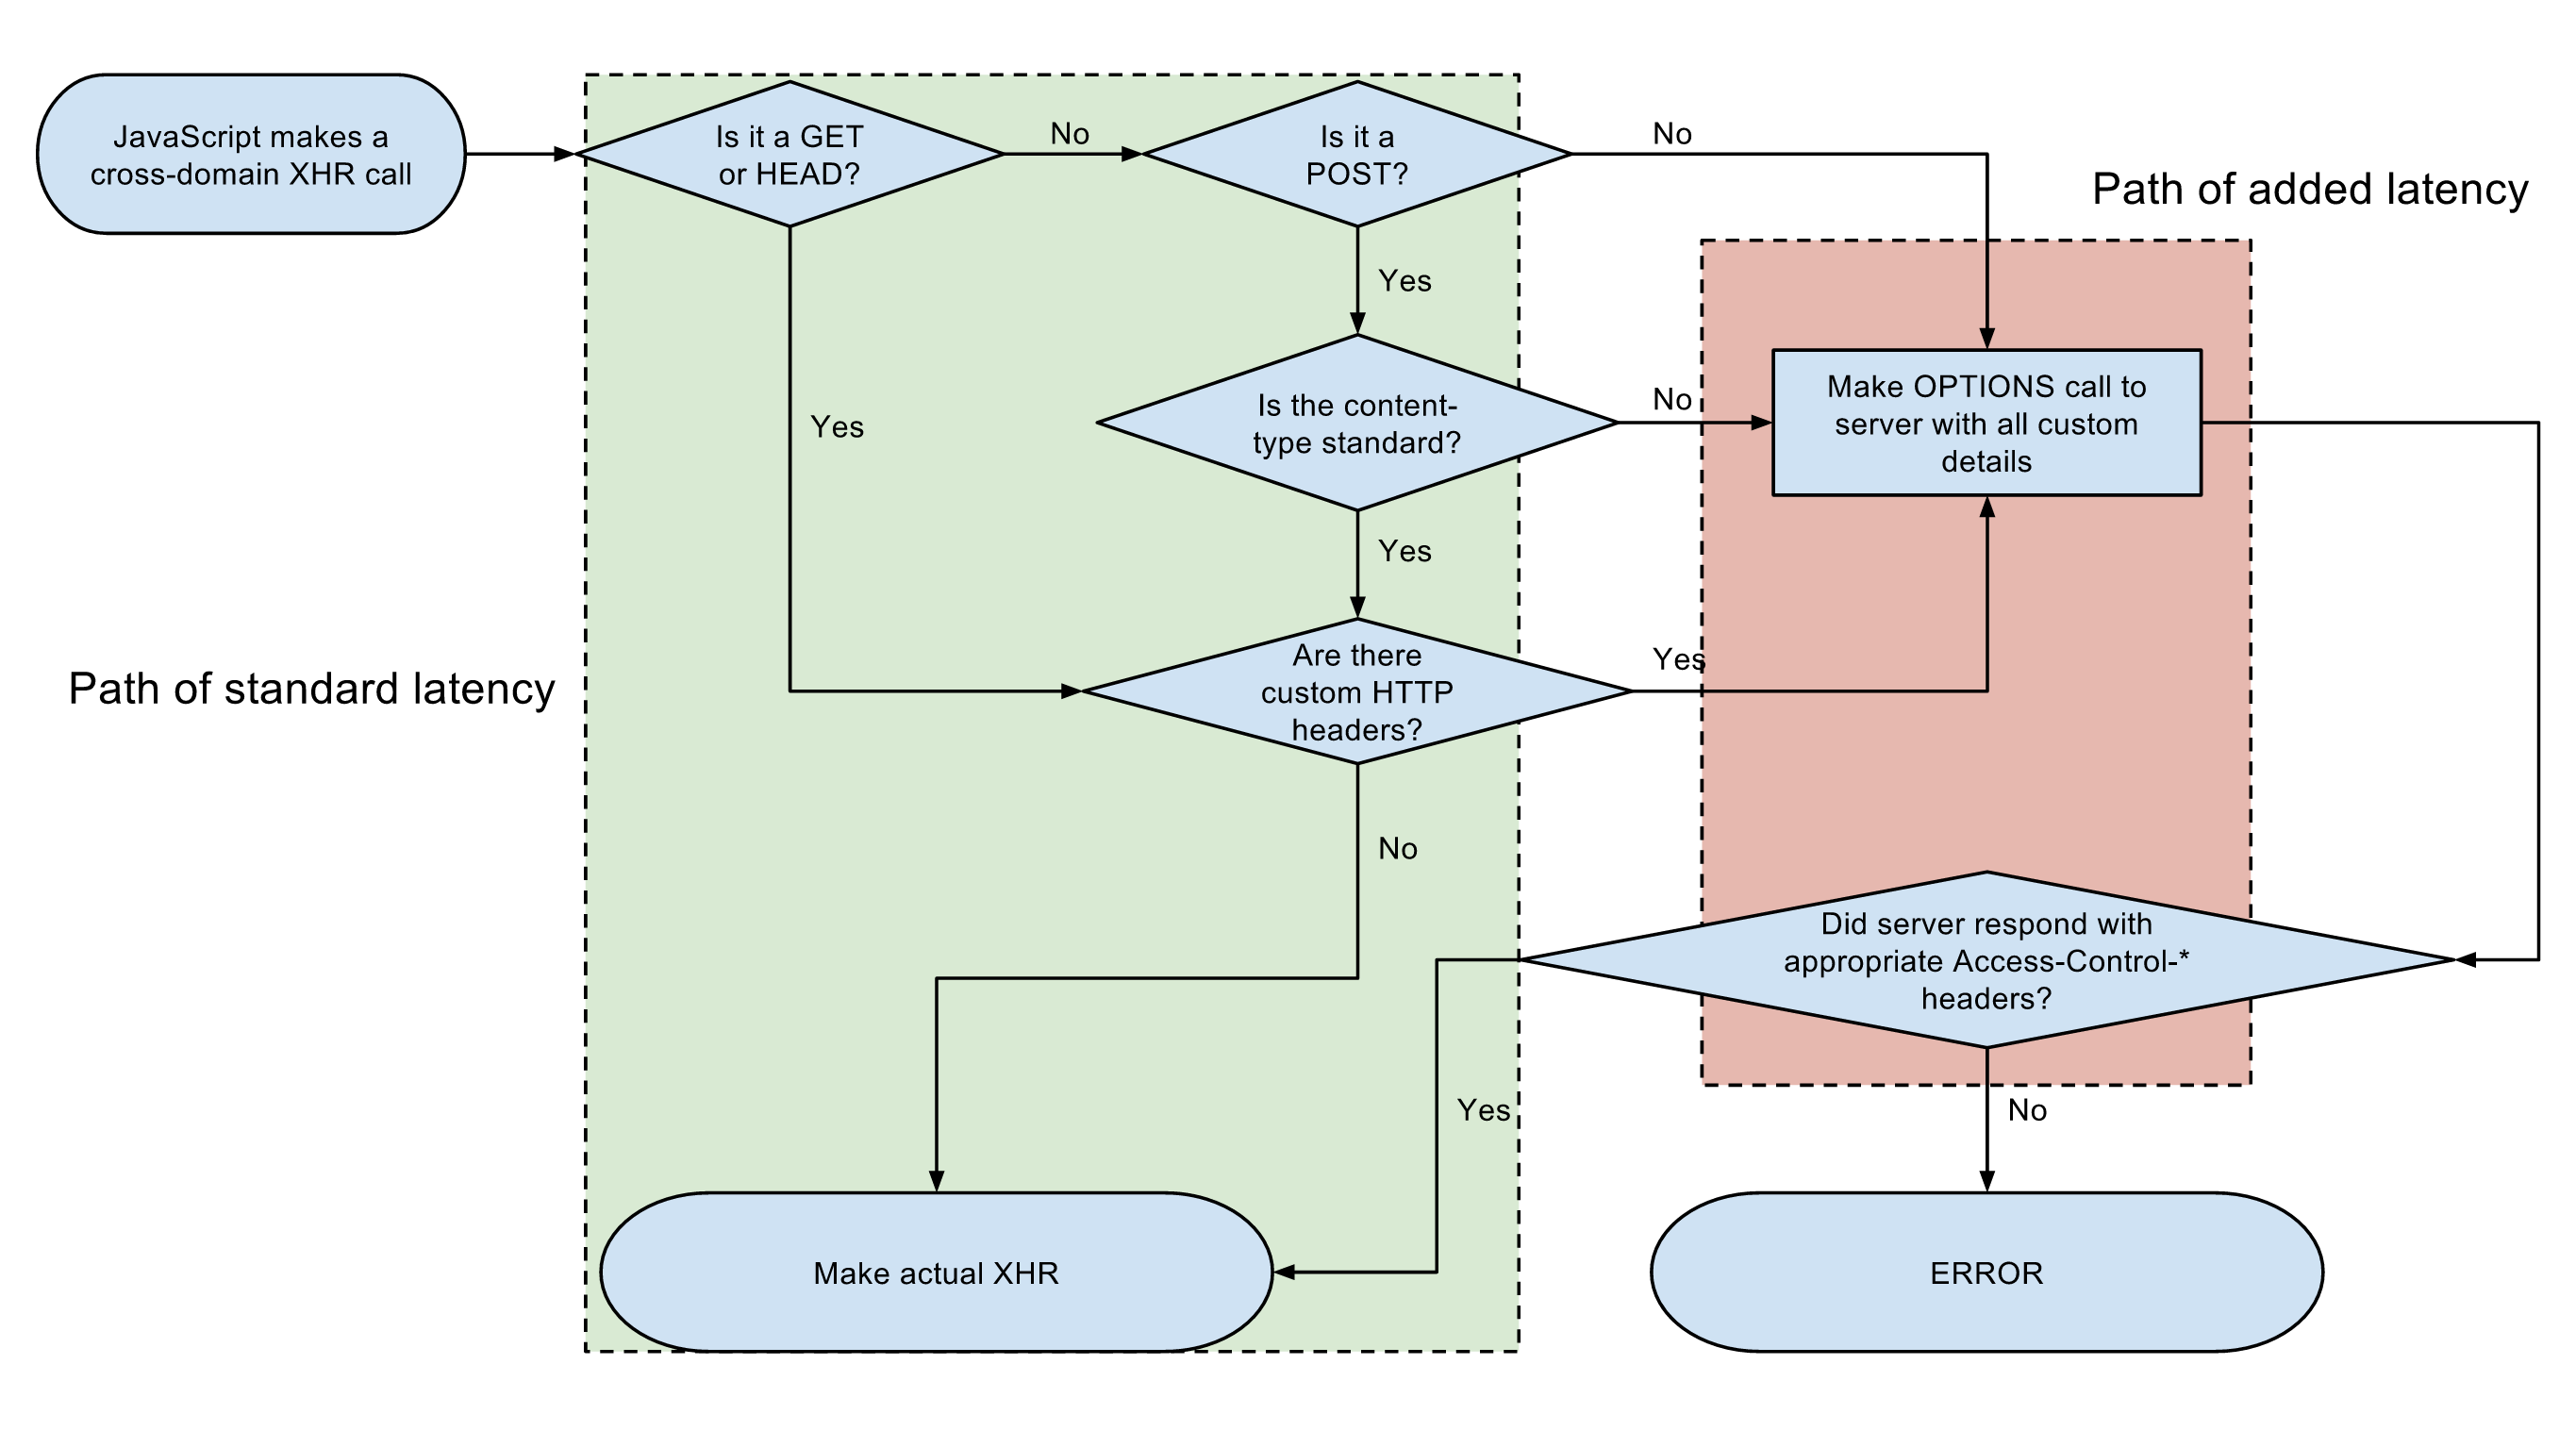 JavaScript makes a
cross-domain XHR call
Is it a GET
or HEAD?
No
Is it a
POST?
No
Path of added latency
Yes
Yes
Is the content-
type standard?
No
Make OPTIONS call to
server with all custom
details
Yes
Path of standard latency
Are there
custom HTTP
headers?
Yes
No
Did server respond with
appropriate Access-Control-*
headers?
Yes
No
Make actual XHR
ERROR